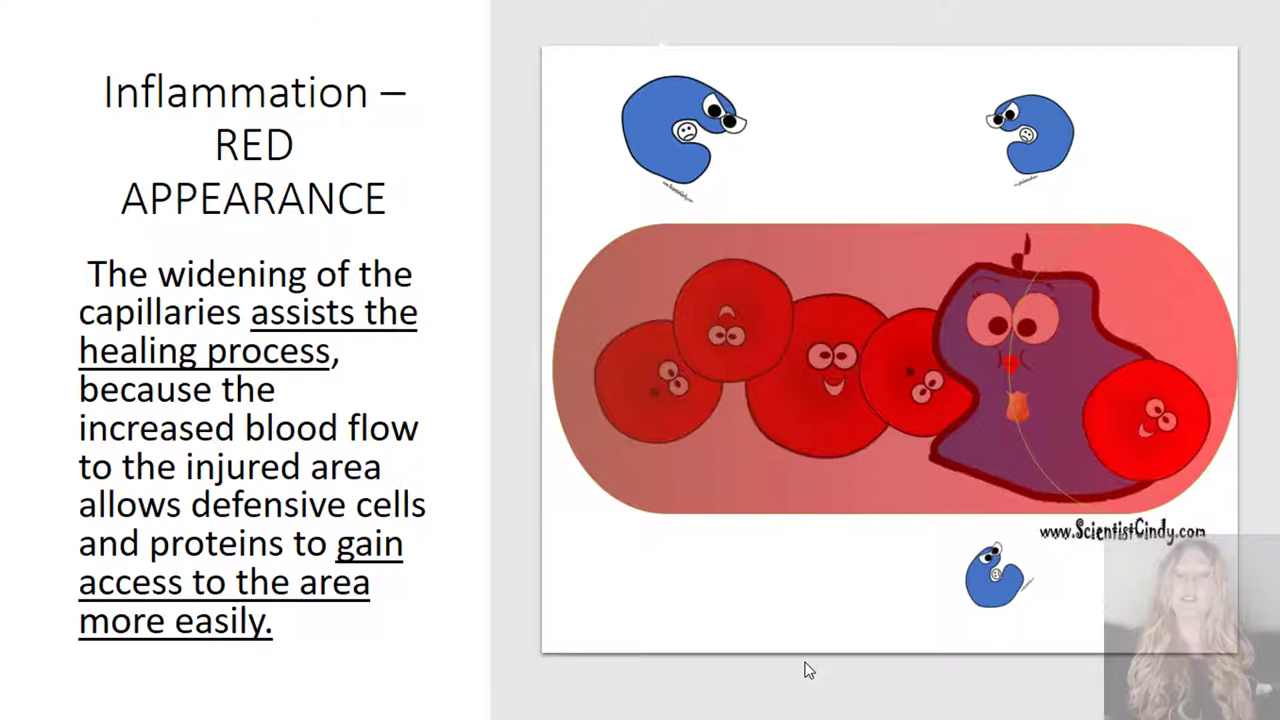 Inflammation –
RED
APPEARANCE
The widening of the
capillaries assists the
healing process,
because the
increased blood flow
to the injured area
allows defensive cells
and proteins to gain
access to the area
more easily.
www.ScientistCindy.com